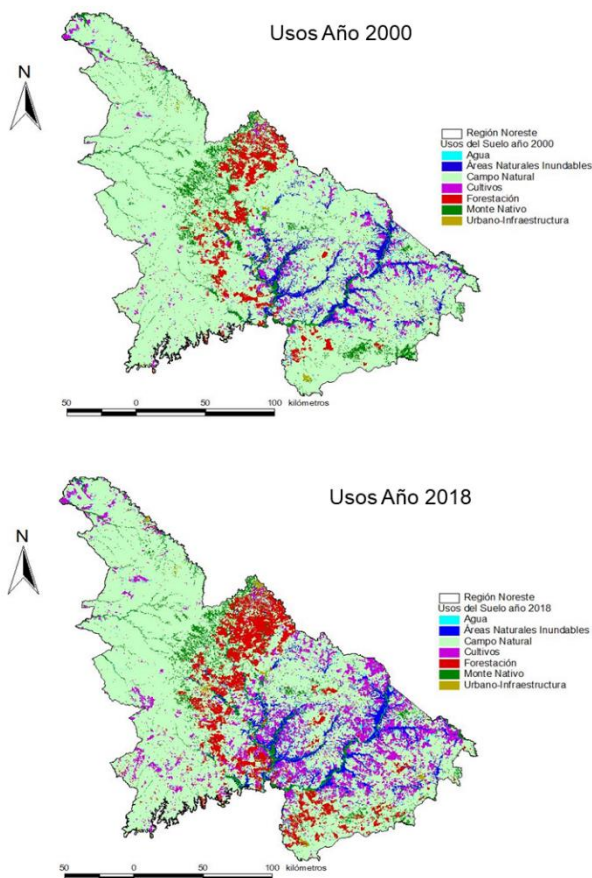 Usos Año 2000
N
Región Noreste
Usos del Suelo año 2000
Agua
Áreas Naturales Inundables
Campo Natural
Cultivos
Forestación
Monte Nativo
Urbano-Infraestructura
50 0 50 100 kilómetros
Usos Año 2018
N
Región Noreste
Usos del Suelo año 2018
Agua
Áreas Naturales Inundables
Campo Natural
Cultivos
Forestación
Monte Nativo
Urbano-Infraestructura
50 0 50 100 kilómetros